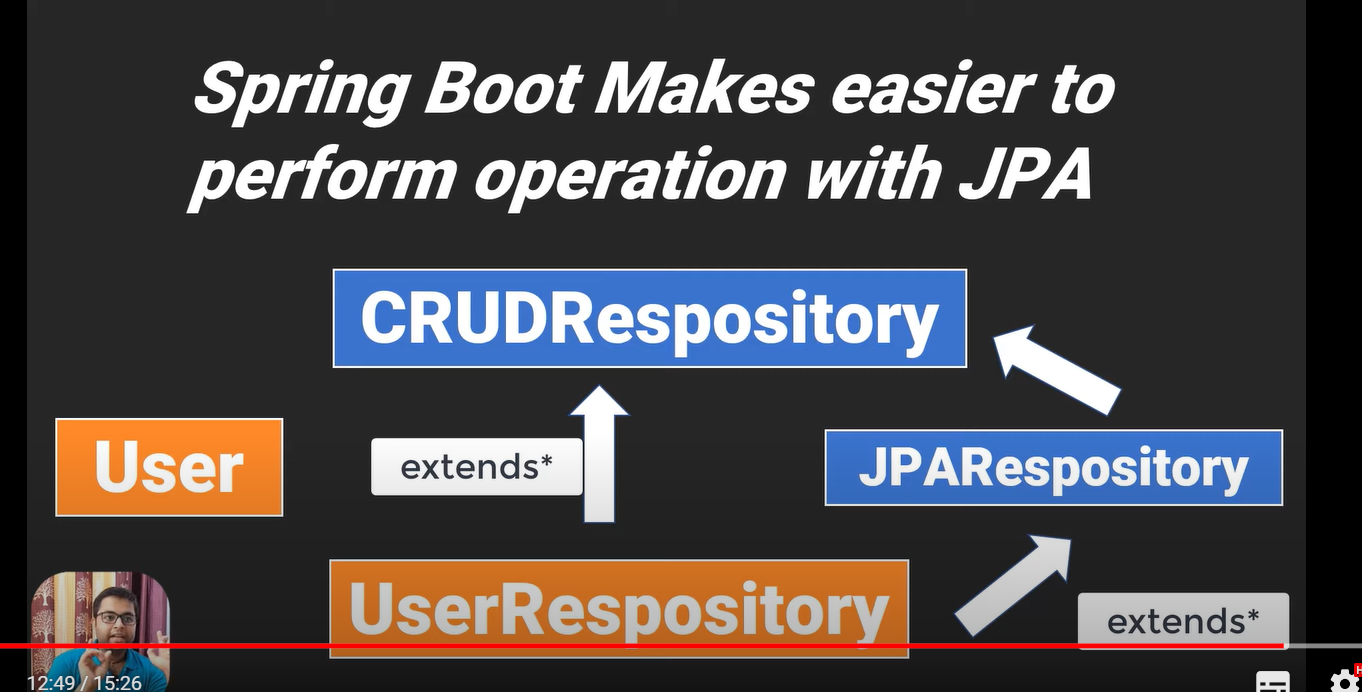 Spring Boot Makes easier to
perform operation with JPA
CRUDRespository
User
extends*
JPARespository
UserRespository
extends*
12:49 / 15:26
H